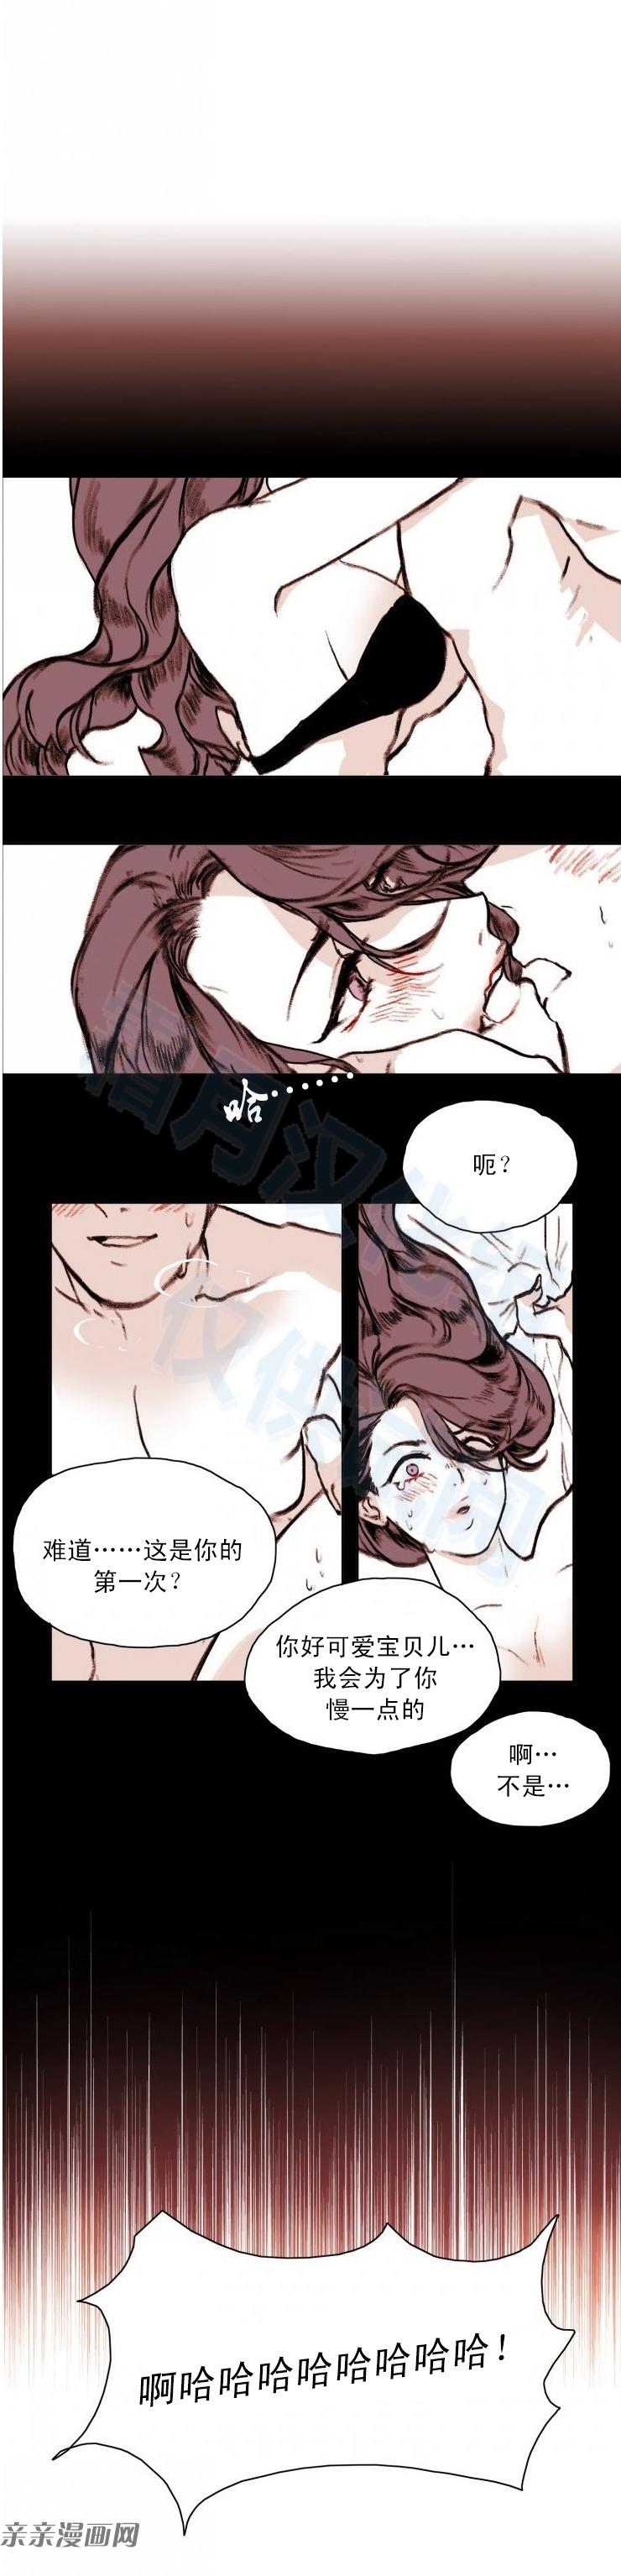 哈……
呃？
难道……这是你的
第一次？
你好可爱宝贝儿…
我会为了你
慢一点的
啊…
不是…
啊哈哈哈哈哈哈哈哈！
亲亲漫画网